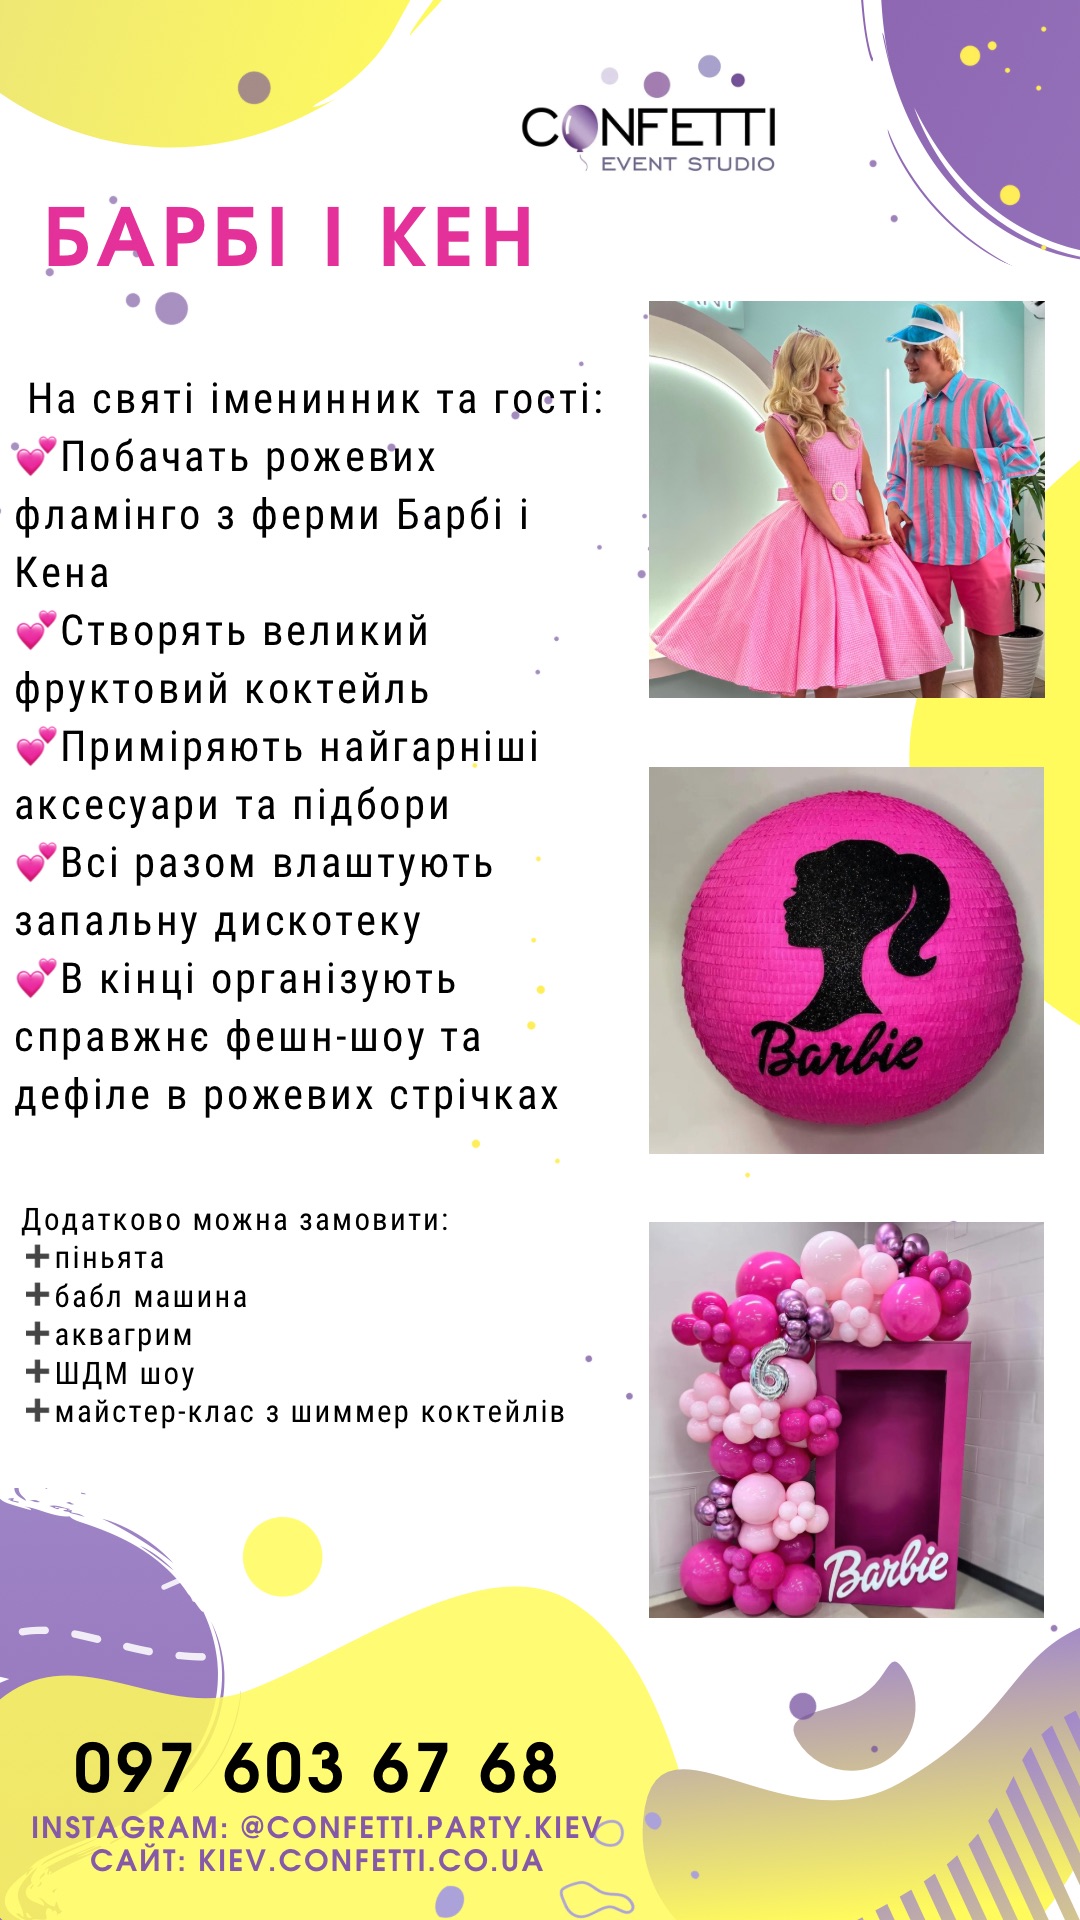 CONFETTI
EVENT STUDIO
БАРБІ І КЕН
На святі іменинник та гості:
💕Побачать рожевих
фламінго з ферми Барбі і
Кена
💕Створять великий
фруктовий коктейль
💕Приміряють найгарніші
аксесуари та підбори
💕Всі разом влаштують
запальну дискотеку
💕В кінці організують
справжнє фешн-шоу та
дефіле в рожевих стрічках
Barbie
Додатково можна замовити:
➕піньята
➕бабл машина
➕аквагрим
➕ШДМ шоу
➕майстер-клас з шиммер коктейлів
6
Barbie
097 603 67 68
INSTAGRAM: @CONFETTI.PARTY.KIEV
САЙТ: KIEV.CONFETTI.CO.UA